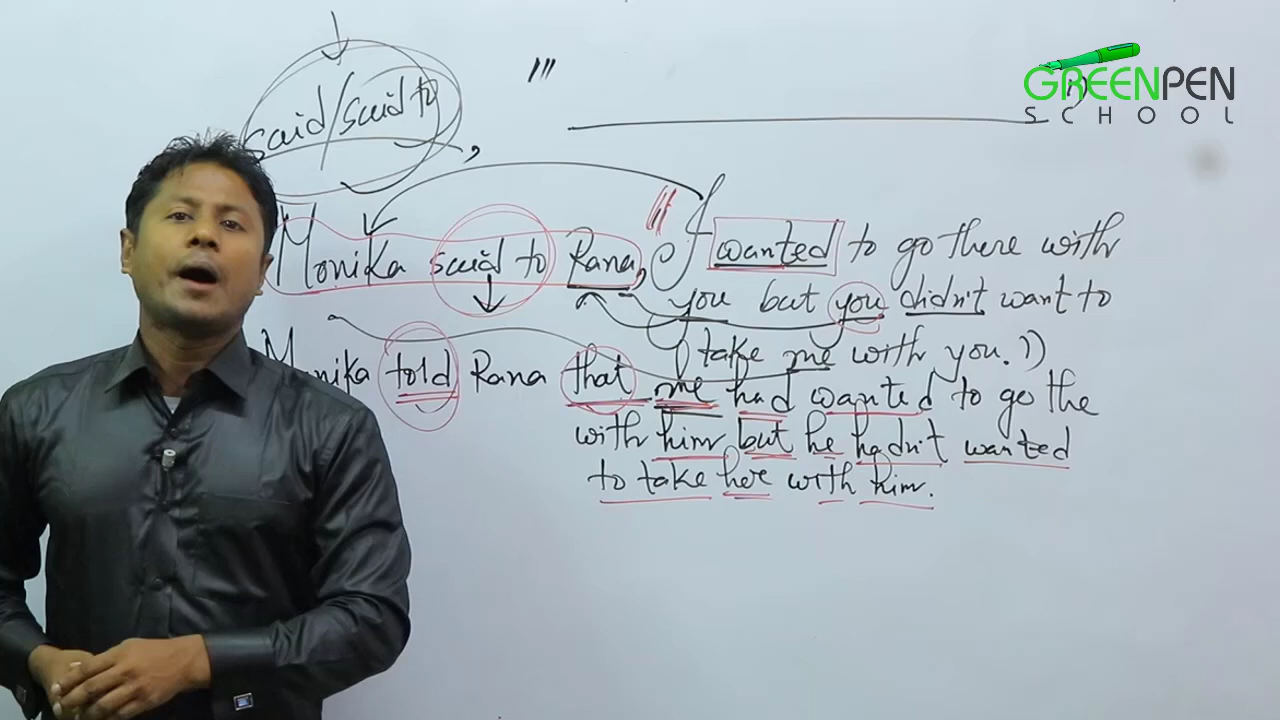 GREENPEN
SCHOOL
said/said to
,
Monika said to Rana, "I wanted to go there with
you but you didn't want to
take me with you.")
Monika told Rana that me had wanted to go the
with him but he hadn't wanted
to take here with him.